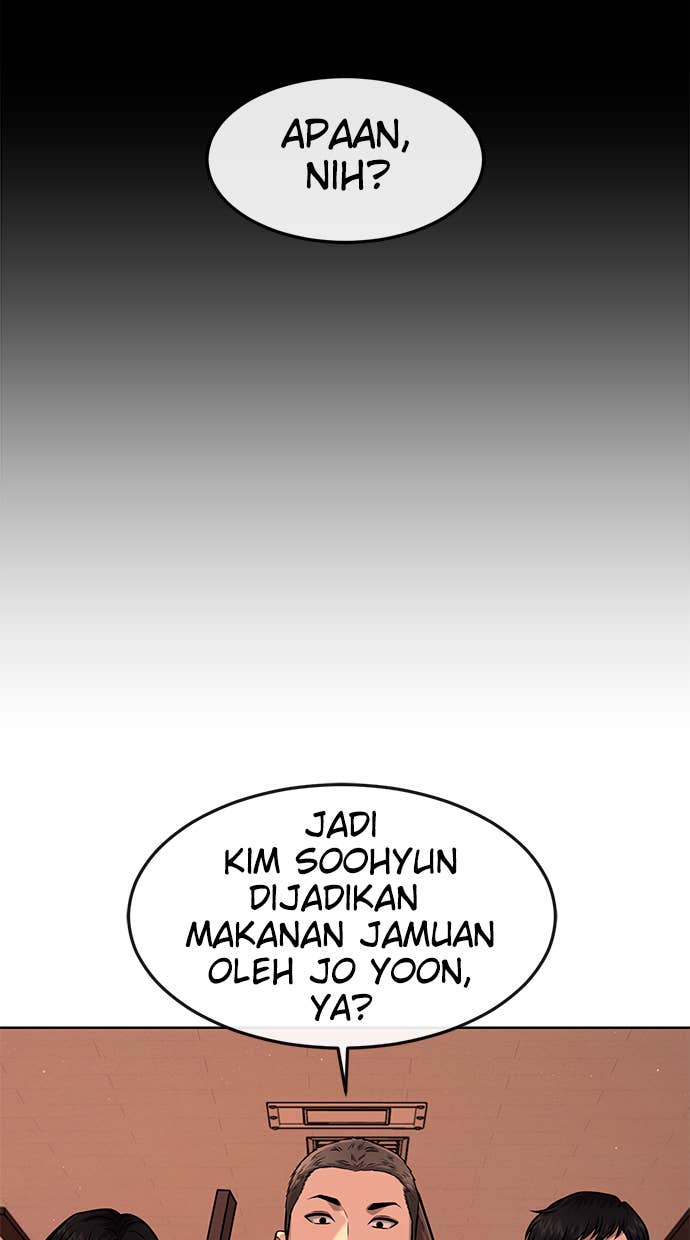 APAAN,
NIH?
JADI
KIM SOOHYUN
DIJADIKAN
MAKANAN JAMUAN
OLEH JO YOON,
YA?